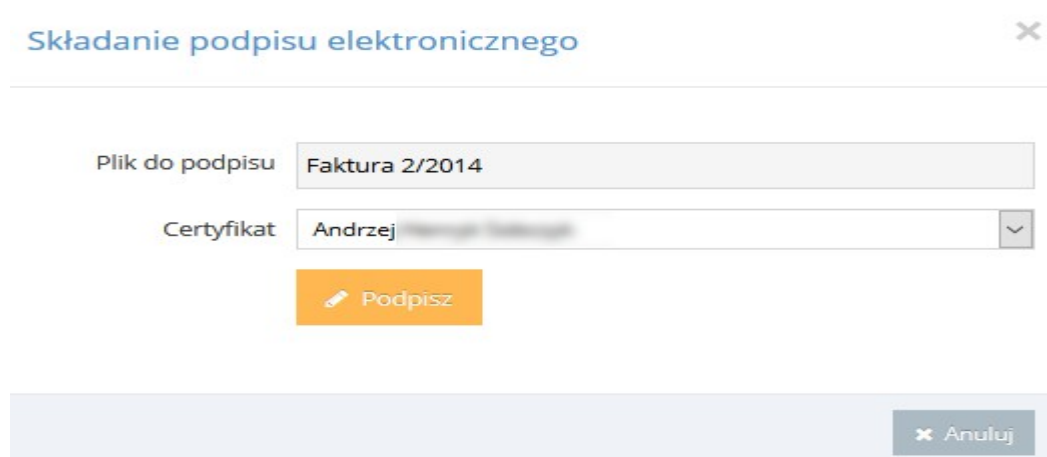 Składanie podpisu elektronicznego
Plik do podpisu Faktura 2/2014
Certyfikat Andrzej
Podpisz
Anuluj